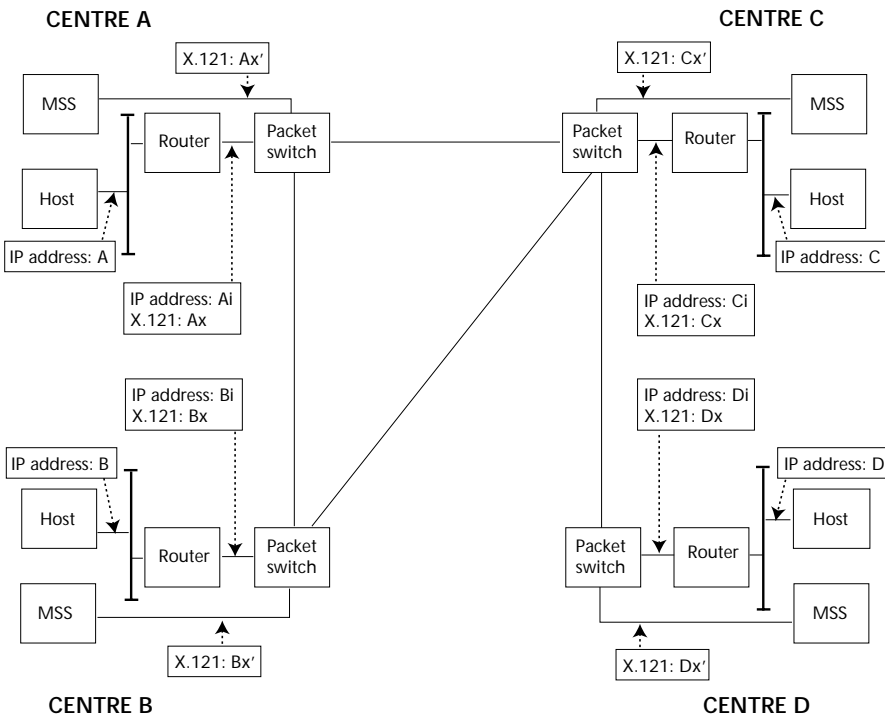 CENTRE A
CENTRE C
X.121: Ax′
X.121: Cx′
MSS
Router
Packet
switch
Host
IP address: A
IP address: Ai
X.121: Ax
Packet
switch
Router
MSS
Host
IP address: C
IP address: Ci
X.121: Cx
IP address: Bi
X.121: Bx
IP address: B
Host
Router
Packet
switch
MSS
X.121: Bx′
IP address: Di
X.121: Dx
IP address: D
Packet
switch
Router
Host
MSS
X.121: Dx′
CENTRE B
CENTRE D